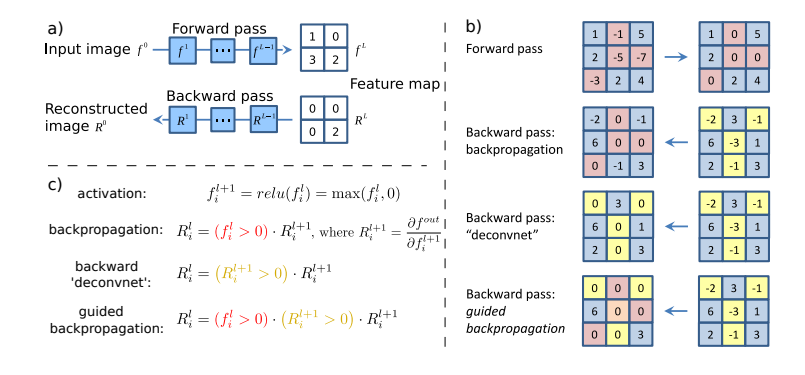 a)
Forward pass
Input image f^0 f^1 ... f^{L-1} f^L
1 0
3 2
Feature map
Backward pass
Reconstructed
image R^0 R^1 ... R^{L-1} R^L
0 0
0 2
b)
Forward pass
1 -1 5 1 0 5
2 -5 -7 2 0 0
-3 2 4 0 2 4
Backward pass:
backpropagation
-2 0 -1 -2 3 -1
6 0 0 6 -3 1
0 -1 3 2 -1 3
Backward pass:
“deconvnet”
0 3 0 -2 3 -1
6 0 1 6 -3 1
2 0 3 2 -1 3
Backward pass:
guided
backpropagation
0 0 0 -2 3 -1
6 0 0 6 -3 1
0 0 3 2 -1 3
c)
activation: f_i^{l+1} = relu(f_i^l) = max(f_i^l, 0)
backpropagation: R_i^l = (f_i^l > 0) · R_i^{l+1}, where R_i^{l+1} = ∂f^{out} / ∂f_i^{l+1}
backward
'deconvnet': R_i^l = (R_i^{l+1} > 0) · R_i^{l+1}
guided
backpropagation: R_i^l = (f_i^l > 0) · (R_i^{l+1} > 0) · R_i^{l+1}